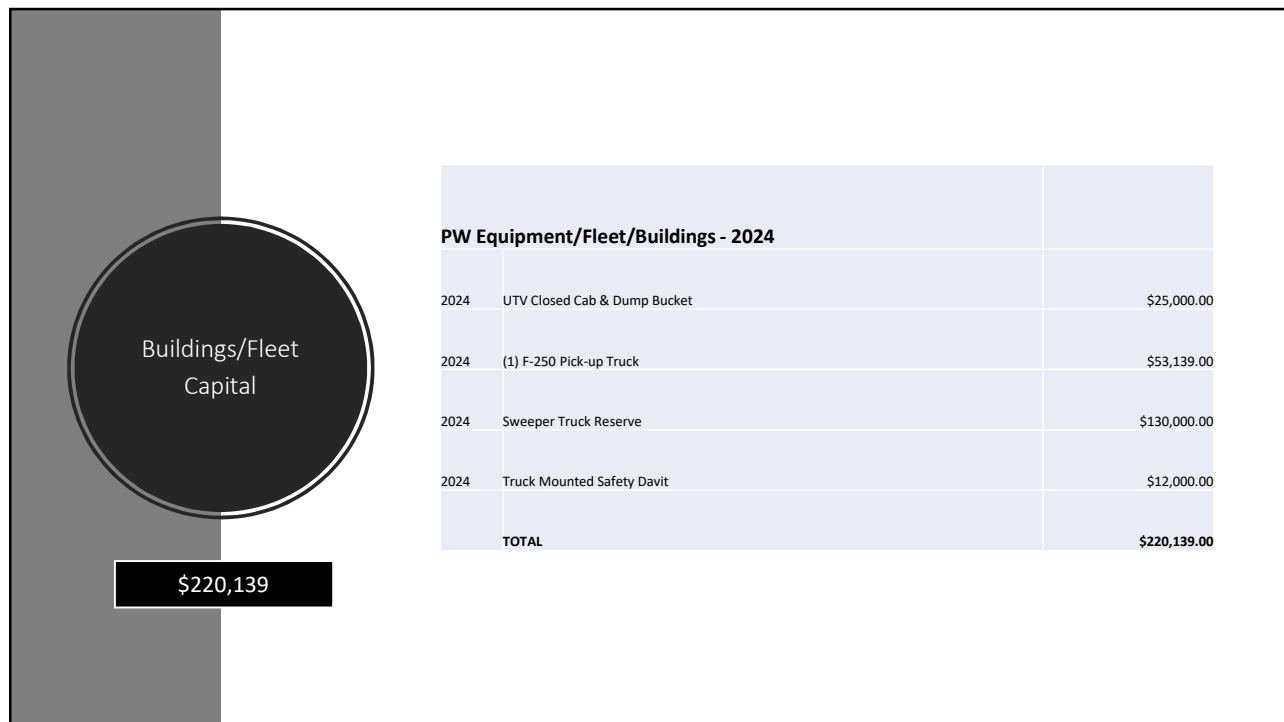 Buildings/Fleet
Capital
$220,139
PW Equipment/Fleet/Buildings - 2024
2024 UTV Closed Cab & Dump Bucket $25,000.00
2024 (1) F-250 Pick-up Truck $53,139.00
2024 Sweeper Truck Reserve $130,000.00
2024 Truck Mounted Safety Davit $12,000.00
TOTAL $220,139.00